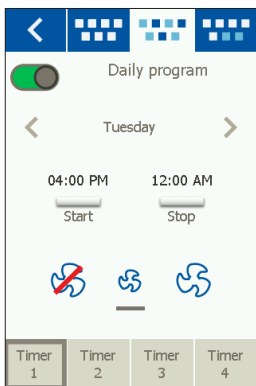 Daily program
Tuesday
04:00 PM 12:00 AM
Start Stop
Timer Timer Timer Timer
1 2 3 4